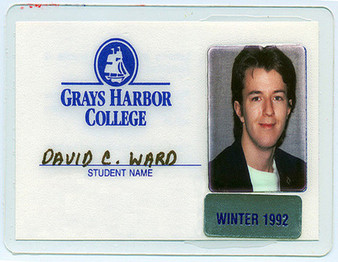 GRAYS HARBOR
COLLEGE
DAVID C. WARD
STUDENT NAME
WINTER 1992